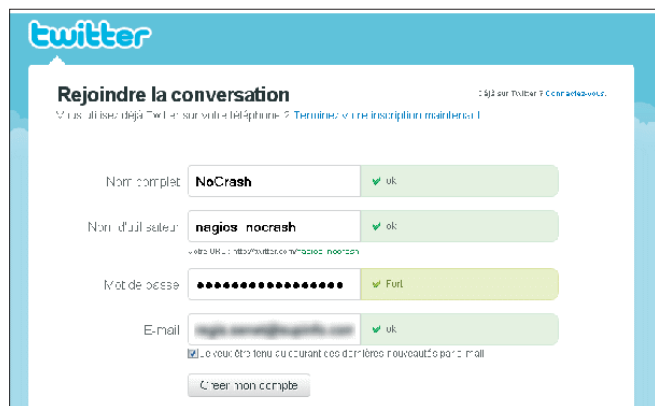 twitter
Rejoindre la conversation
Déjà sur Twitter ? Connectez-vous.
Vous utilisez déjà Twitter sur votre téléphone ? Terminez votre inscription maintenant
Nom complet NoCrash ok
Nom d'utilisateur nagios_nocrash ok
Votre URL : http://twitter.com/nagios_nocrash
Mot de passe ••••••••••••••••• Fort
E-mail ok
Je veux être tenu au courant des dernières nouveautés par e-mail
Créer mon compte